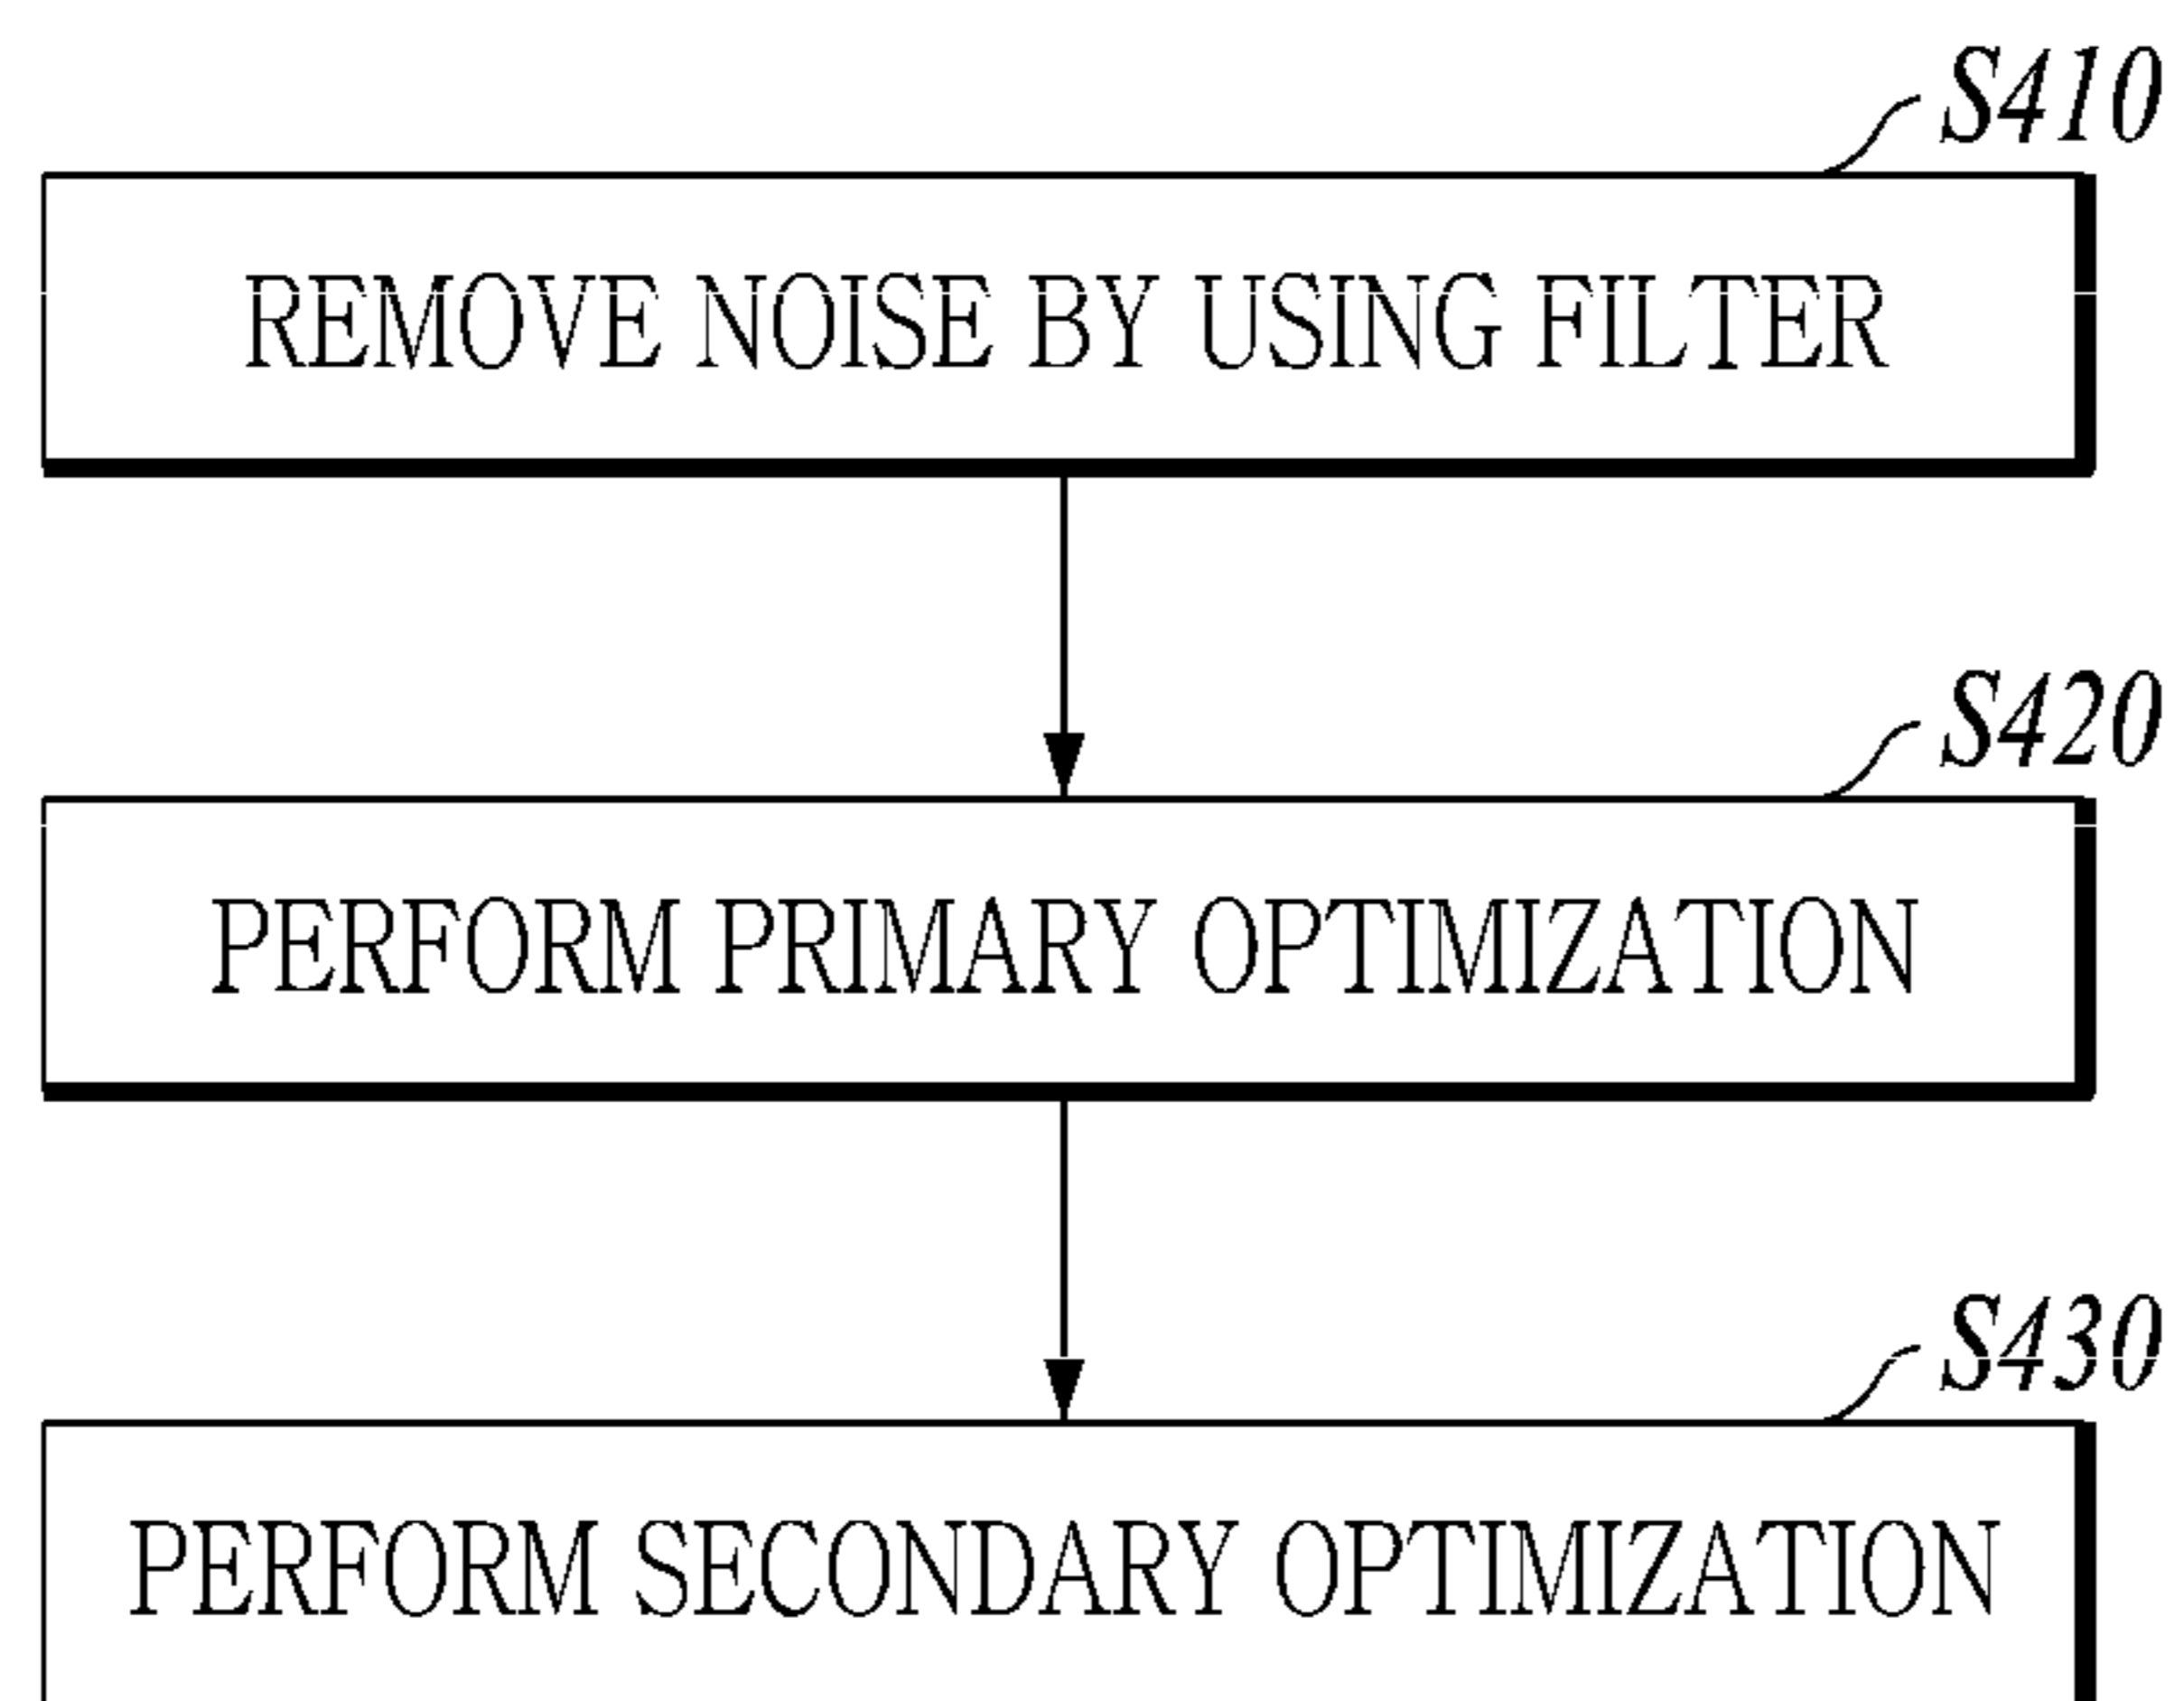 S410
REMOVE NOISE BY USING FILTER
S420
PERFORM PRIMARY OPTIMIZATION
S430
PERFORM SECONDARY OPTIMIZATION